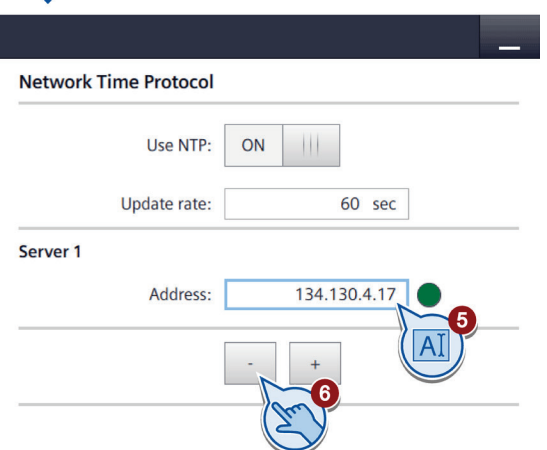 Network Time Protocol
Use NTP: ON
Update rate: 60 sec
Server 1
Address: 134.130.4.17
5
AI
- +
6